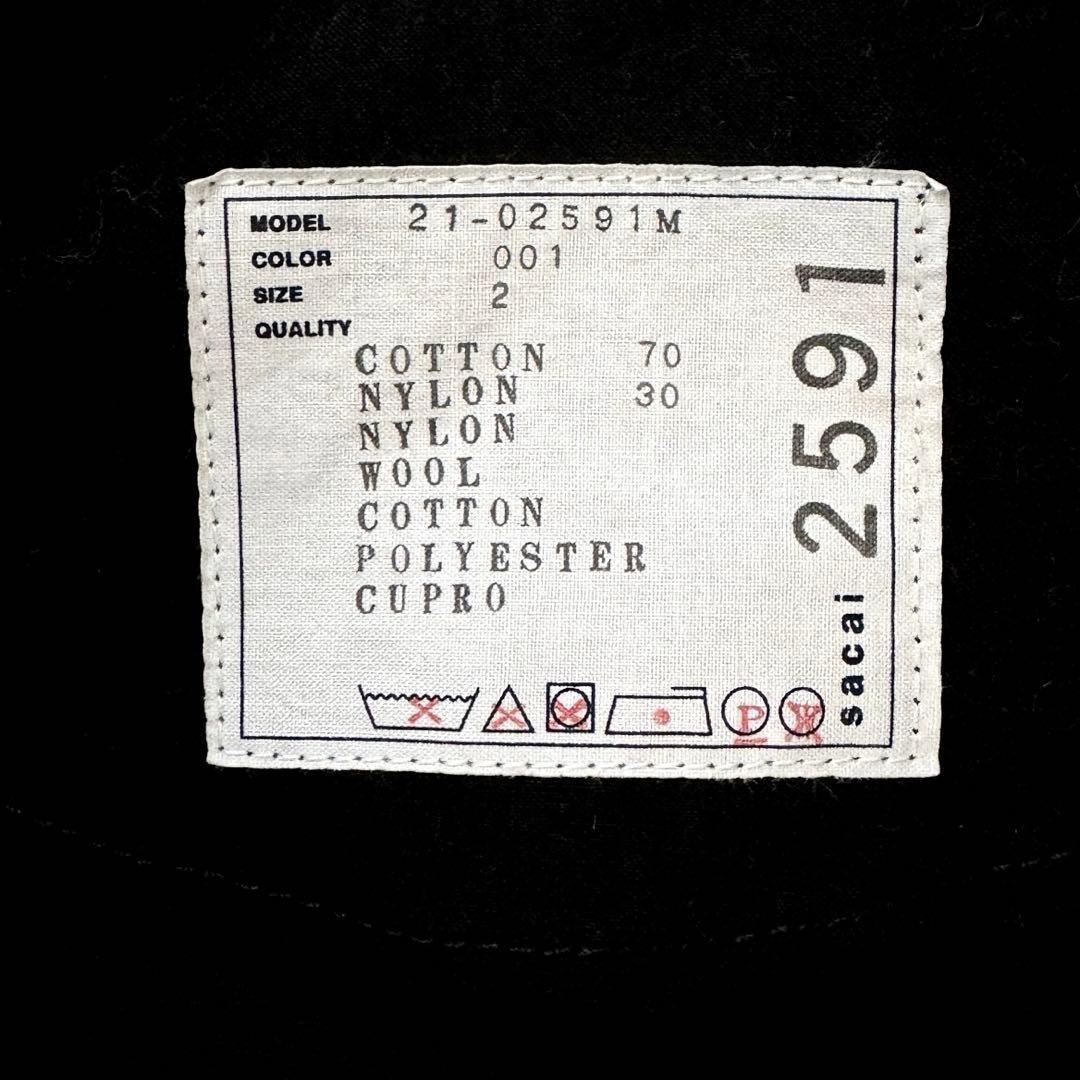 MODEL 21-02591M
COLOR 001
SIZE 2
QUALITY
COTTON 70
NYLON 30
NYLON
WOOL
COTTON
POLYESTER
CUPRO
P
W
sacai 2591